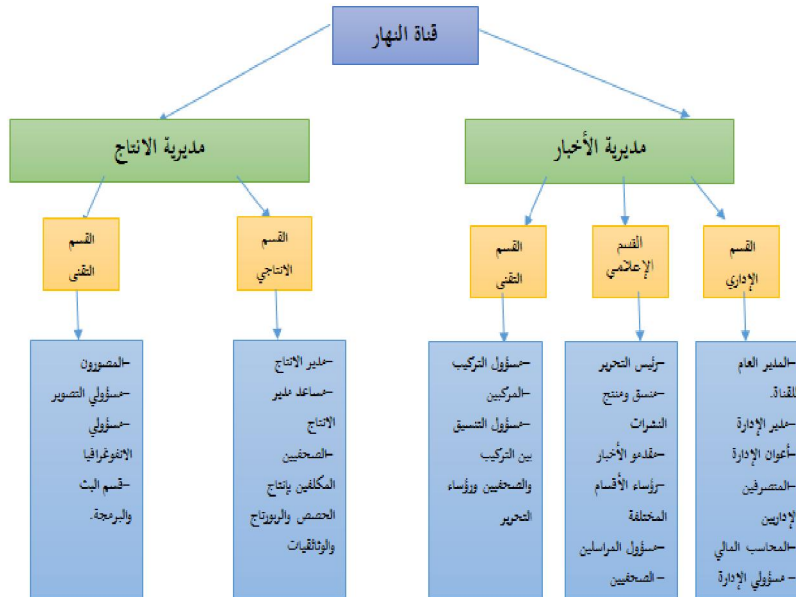 قناة النهار
مديرية الأخبار
مديرية الانتاج
القسم
الإداري
القسم
الإعلامي
القسم
التقنى
القسم
الانتاجي
القسم
التقنى
–المدير العام
للقناة.
–مدير الإدارة
–أعوان الإدارة
–المتصرفين
الإداريين
–المحاسب المالي
– مسؤولي الإدارة
–رئيس التحرير
–منسق ومنتج
النشرات
–مقدمو الأخبار
–رؤساء الأقسام
المختلفة
–مسؤول المراسلين
– الصحفيين
–مسؤول التركيب
–المركبين
–مسؤول التنسيق
بين التركيب
والصحفيين ورؤساء
التحرير
–مدير الانتاج
–مساعد مدير
الانتاج
–الصحفيين
المكلفين بإنتاج
الحصص والربورتاج
والوثائقيات
–المصورون
–مسؤولي التصوير
–مسؤولي
الانفوغرافيا
–قسم البث
والبرمجة.